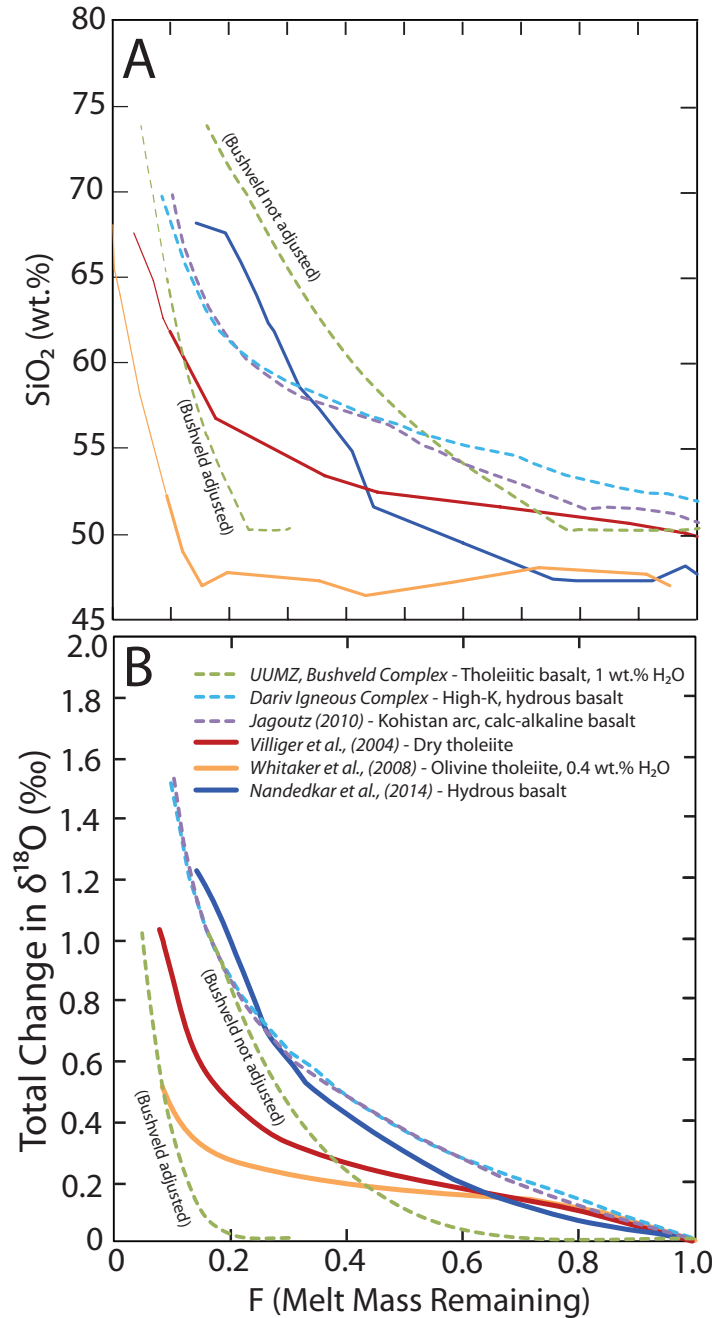 A
80
75
70
65
60
55
50
45
SiO₂ (wt.%)
(Bushveld not adjusted)
(Bushveld adjusted)
B
2.0
1.8
1.6
1.4
1.2
1.0
0.8
0.6
0.4
0.2
0
Total Change in δ¹⁸O (‰)
UUMZ, Bushveld Complex - Tholeiitic basalt, 1 wt.% H₂O
Dariv Igneous Complex - High-K, hydrous basalt
Jagoutz (2010) - Kohistan arc, calc-alkaline basalt
Villiger et al., (2004) - Dry tholeiite
Whitaker et al., (2008) - Olivine tholeiite, 0.4 wt.% H₂O
Nandedkar et al., (2014) - Hydrous basalt
(Bushveld not adjusted)
(Bushveld adjusted)
0 0.2 0.4 0.6 0.8 1.0
F (Melt Mass Remaining)